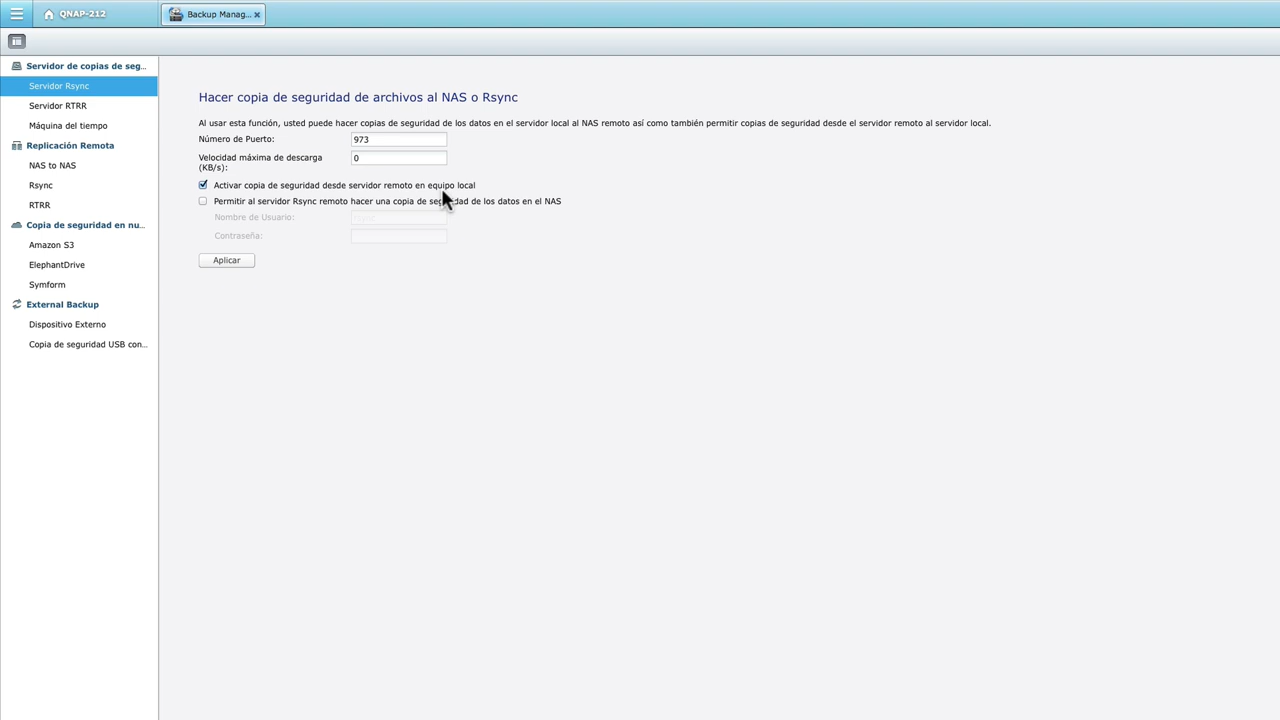 QNAP-212
Backup Manag...
Servidor de copias de seg...
Servidor Rsync
Servidor RTRR
Máquina del tiempo
Replicación Remota
NAS to NAS
Rsync
RTRR
Copia de seguridad en nu...
Amazon S3
ElephantDrive
Symform
External Backup
Dispositivo Externo
Copia de seguridad USB con...
Hacer copia de seguridad de archivos al NAS o Rsync
Al usar esta función, usted puede hacer copias de seguridad de los datos en el servidor local al NAS remoto así como también permitir copias de seguridad desde el servidor remoto al servidor local.
Número de Puerto: 973
Velocidad máxima de descarga
(KB/s): 0
Activar copia de seguridad desde servidor remoto en equipo local
Permitir al servidor Rsync remoto hacer una copia de seguridad de los datos en el NAS
Nombre de Usuario:
Contraseña:
Aplicar